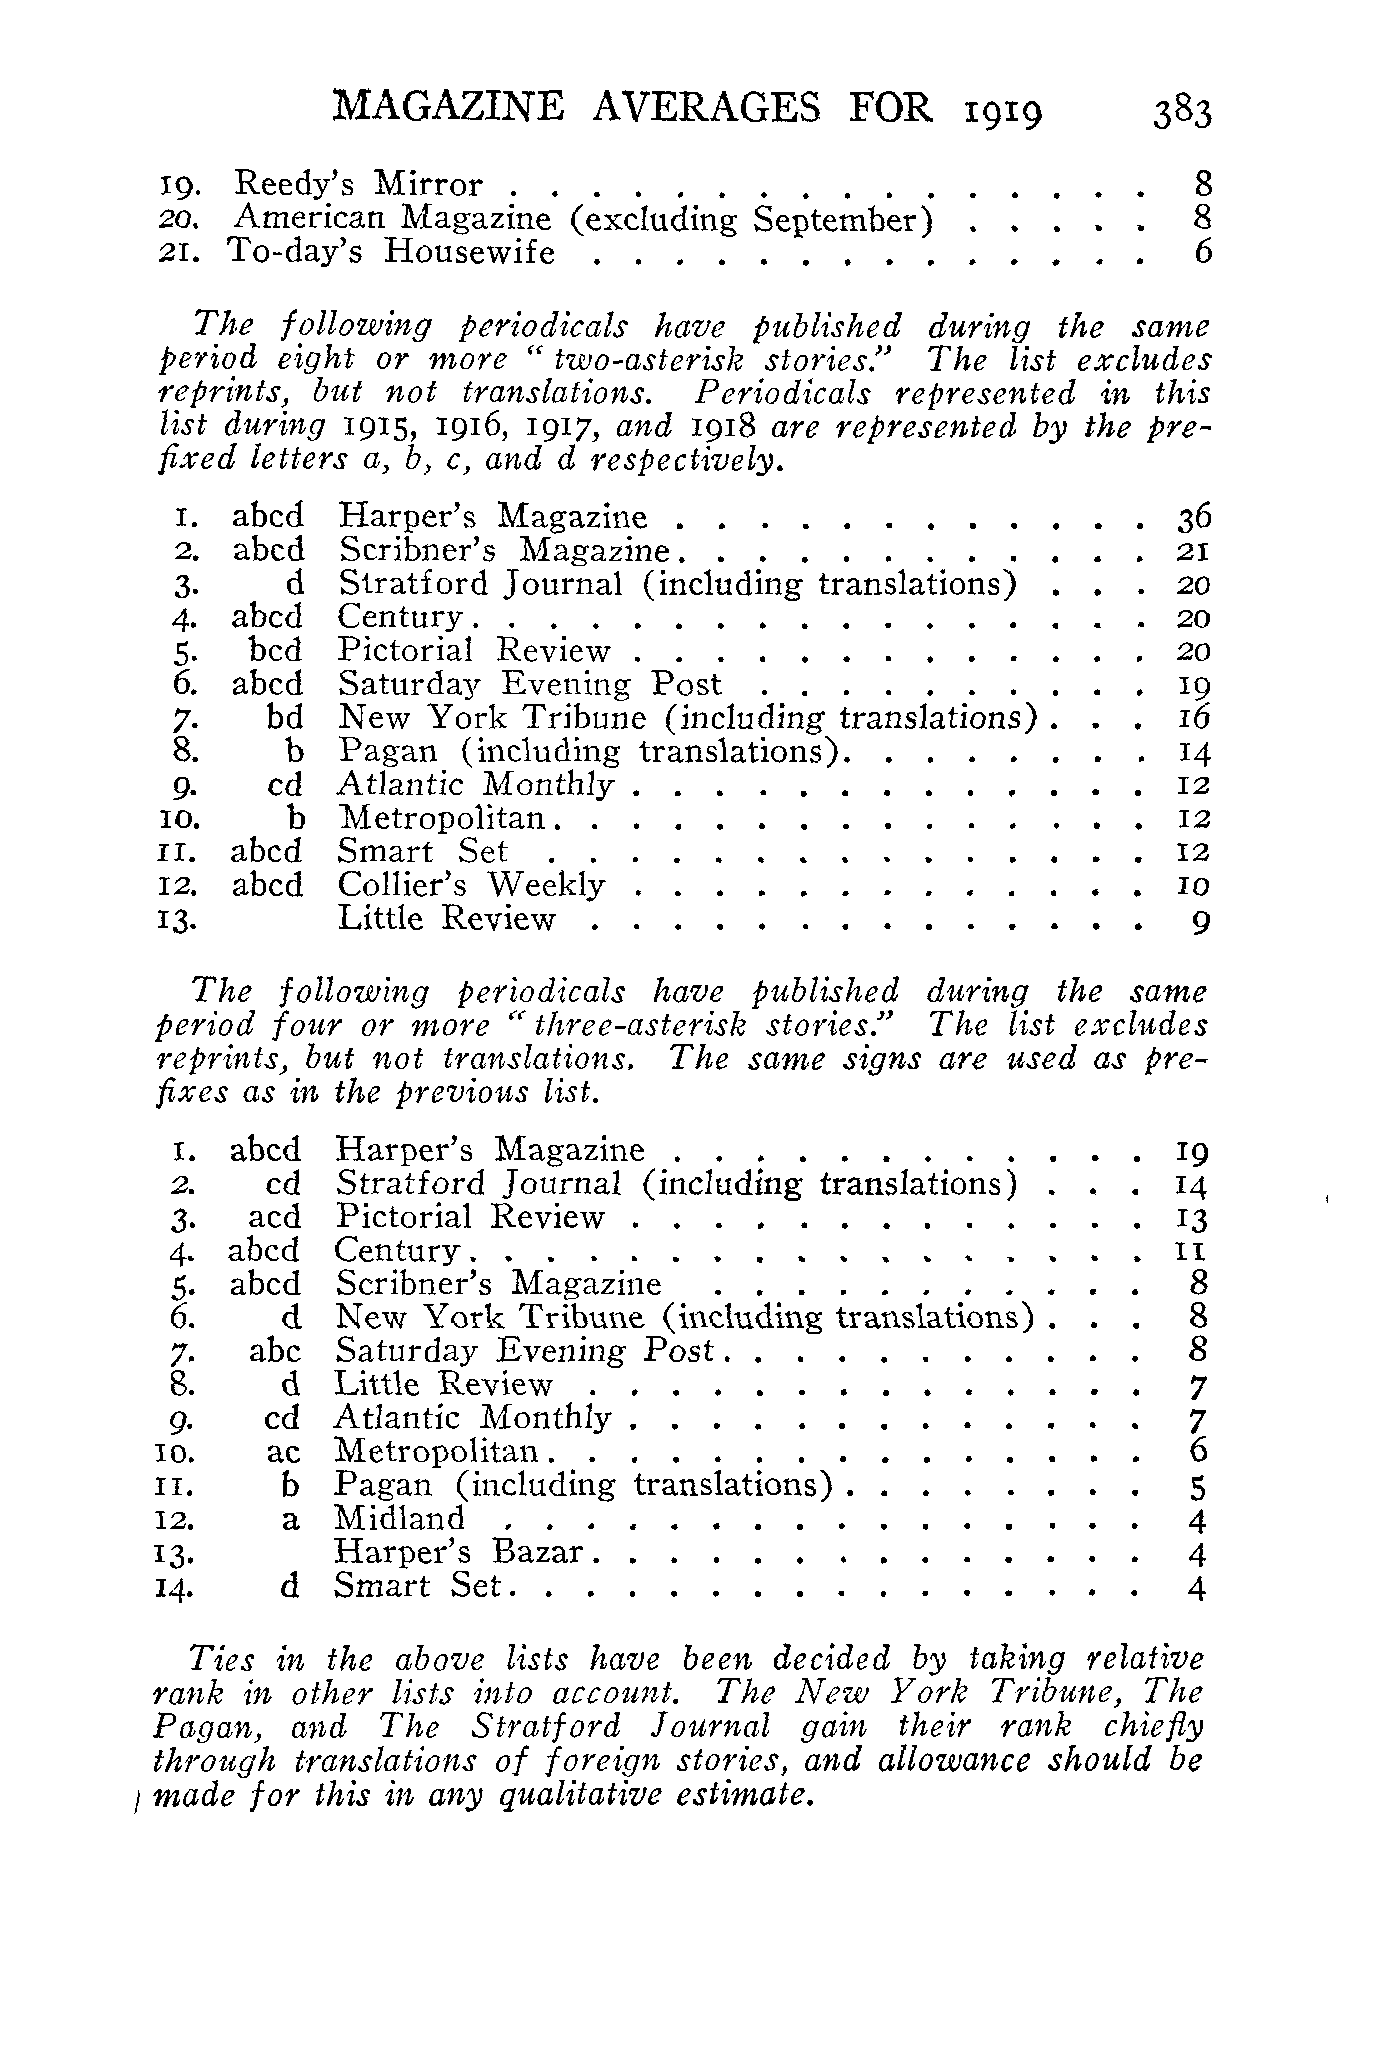 MAGAZINE AVERAGES FOR 1919 383
19. Reedy's Mirror . . . . . . . . . . . . . . . . 8
20. American Magazine (excluding September) . . . . . 8
21. To-day's Housewife . . . . . . . . . . . . . . 6
The following periodicals have published during the same
period eight or more “two-asterisk stories.” The list excludes
reprints, but not translations. Periodicals represented in this
list during 1915, 1916, 1917, and 1918 are represented by the pre-
fixed letters a, b, c, and d respectively.
1. abcd Harper's Magazine . . . . . . . . . . . . 36
2. abcd Scribner's Magazine . . . . . . . . . . . . 21
3. d Stratford Journal (including translations) . . . 20
4. abcd Century . . . . . . . . . . . . . . . . . 20
5. bcd Pictorial Review . . . . . . . . . . . . . 20
6. abcd Saturday Evening Post . . . . . . . . . . 19
7. bd New York Tribune (including translations) . . . 16
8. b Pagan (including translations) . . . . . . . . 14
9. cd Atlantic Monthly . . . . . . . . . . . . . 12
10. b Metropolitan . . . . . . . . . . . . . . . 12
11. abcd Smart Set . . . . . . . . . . . . . . . 12
12. abcd Collier's Weekly . . . . . . . . . . . . . 10
13. Little Review . . . . . . . . . . . . . . 9
The following periodicals have published during the same
period four or more “three-asterisk stories.” The list excludes
reprints, but not translations. The same signs are used as pre-
fixes as in the previous list.
1. abcd Harper's Magazine . . . . . . . . . . . . 19
2. cd Stratford Journal (including translations) . . . 14
3. acd Pictorial Review . . . . . . . . . . . . . 13
4. abcd Century . . . . . . . . . . . . . . . . . 11
5. abcd Scribner's Magazine . . . . . . . . . . . 8
6. d New York Tribune (including translations) . . . 8
7. abc Saturday Evening Post . . . . . . . . . . . 8
8. d Little Review . . . . . . . . . . . . . . 7
9. cd Atlantic Monthly . . . . . . . . . . . . . 7
10. ac Metropolitan . . . . . . . . . . . . . . . 6
11. b Pagan (including translations) . . . . . . . . 5
12. a Midland . . . . . . . . . . . . . . . . 4
13. Harper's Bazar . . . . . . . . . . . . . . 4
14. d Smart Set . . . . . . . . . . . . . . . . 4
Ties in the above lists have been decided by taking relative
rank in other lists into account. The New York Tribune, The
Pagan, and The Stratford Journal gain their rank chiefly
through translations of foreign stories, and allowance should be
made for this in any qualitative estimate.